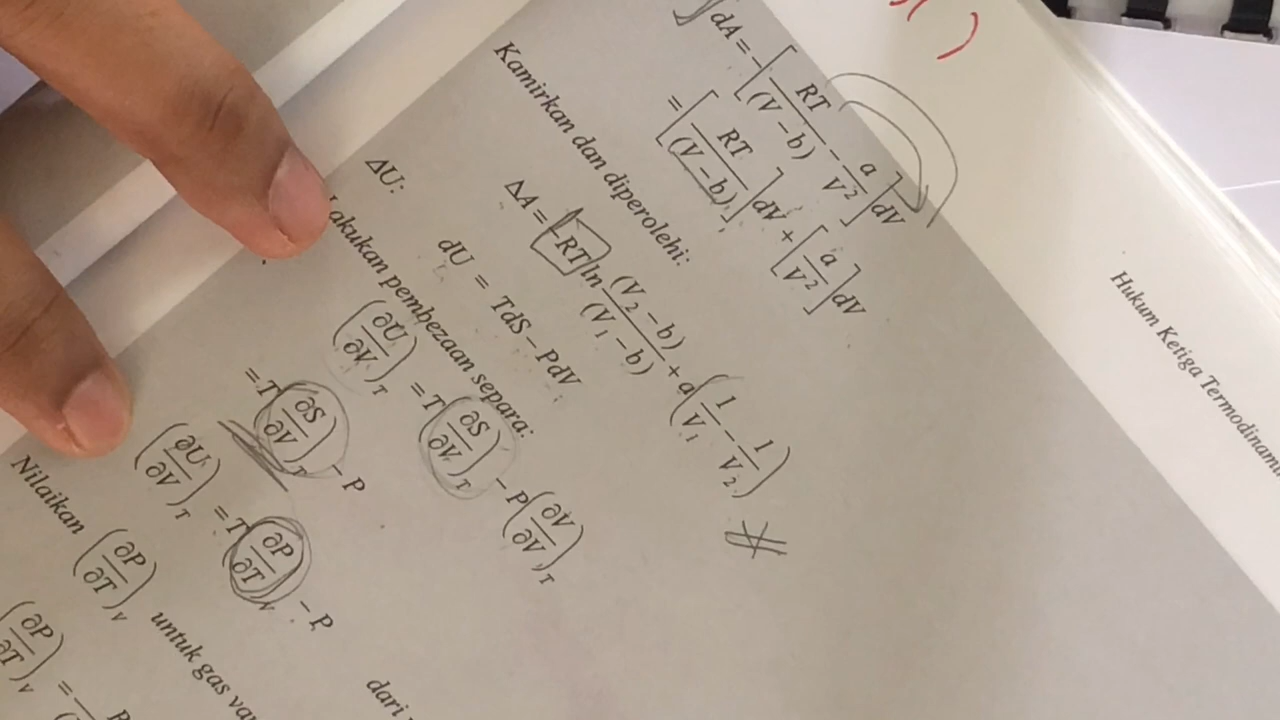 Hukum Ketiga
∫dA = -[RT/(V – b) – a/V²]dV
= [RT/(V – b)]dV + [a/V²]dV
Kamirkan dan diperolehi:
ΔA = –RT ln (V₂ – b)/(V₁ – b) + a(1/V₁ – 1/V₂)
ΔU:
dU = TdS – PdV
Lakukan pembezaan separa:
(∂U/∂V)_T = T(∂S/∂V)_T – P(∂V/∂V)_T
= T(∂S/∂V)_T – P
(∂U/∂V)_T = T(∂P/∂T)_V – P
Nilaikan (∂P/∂T)_V untuk gas
dari
(∂P/∂T)_V =